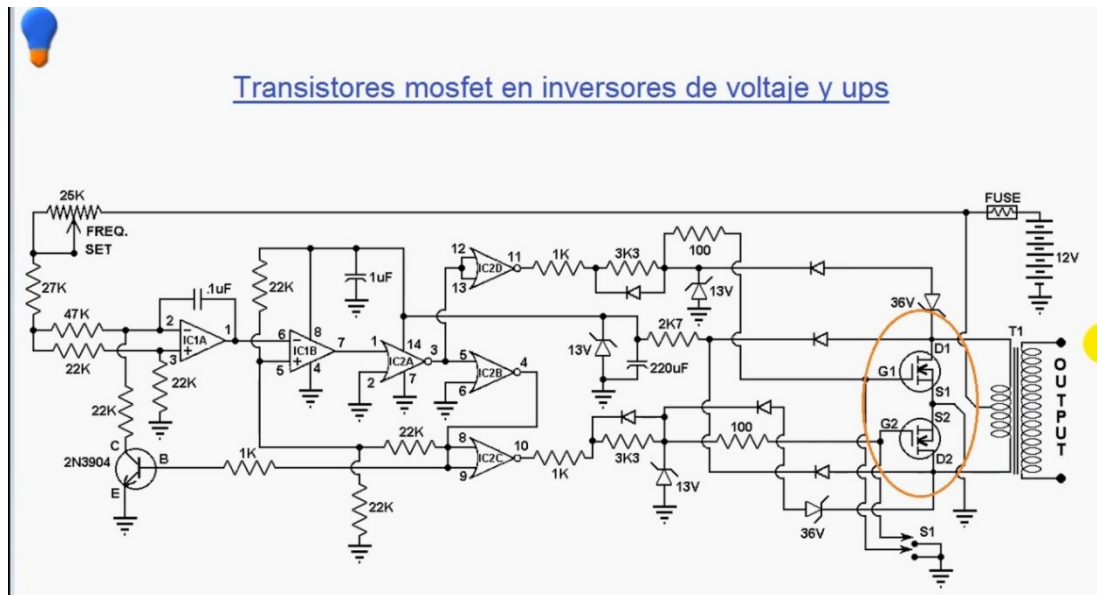 Transistores mosfet en inversores de voltaje y ups
25K
FREQ.
SET
FUSE
12V
27K
47K
22K
.1uF
2
3
1
IC1A
22K
22K
22K
1uF
6
5
8
4
7
IC1B
1
2
14
7
3
IC2A
12
13
11
IC2D
1K
3K3
100
13V
36V
5
6
4
IC2B
13V
2K7
220uF
T1
D1
G1
S1
G2
S2
D2
OUTPUT
C
B
E
2N3904
1K
22K
22K
8
9
10
IC2C
1K
3K3
100
13V
36V
S1